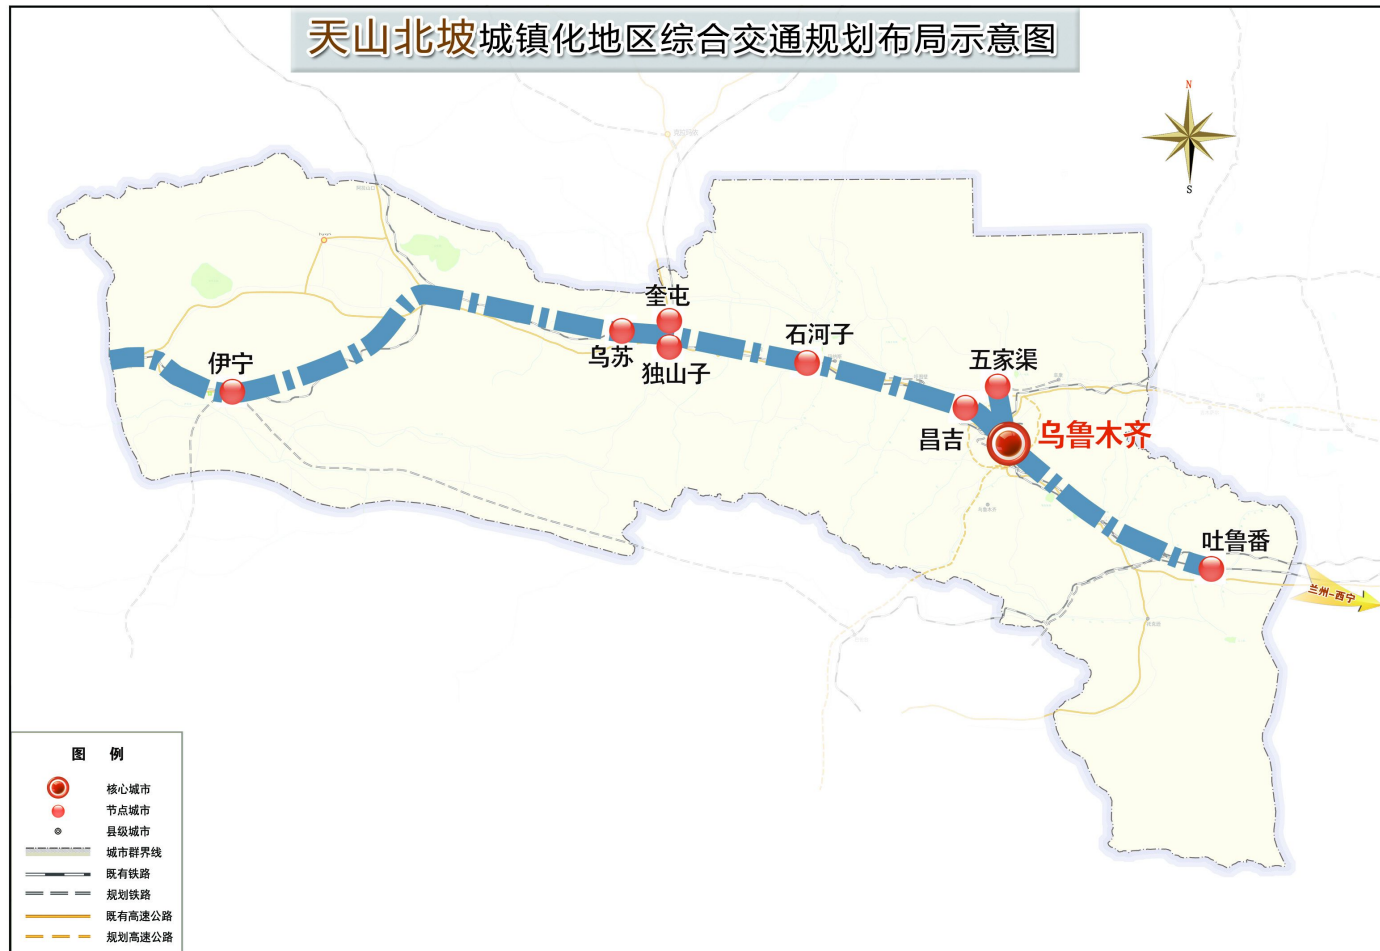 天山北坡城镇化地区综合交通规划布局示意图
N
S
奎屯
乌苏
独山子
石河子
五家渠
伊宁
昌吉
乌鲁木齐
乌鲁木齐
吐鲁番
兰州-西宁
图 例
核心城市
节点城市
县级城市
城市群界线
既有铁路
规划铁路
既有高速公路
规划高速公路